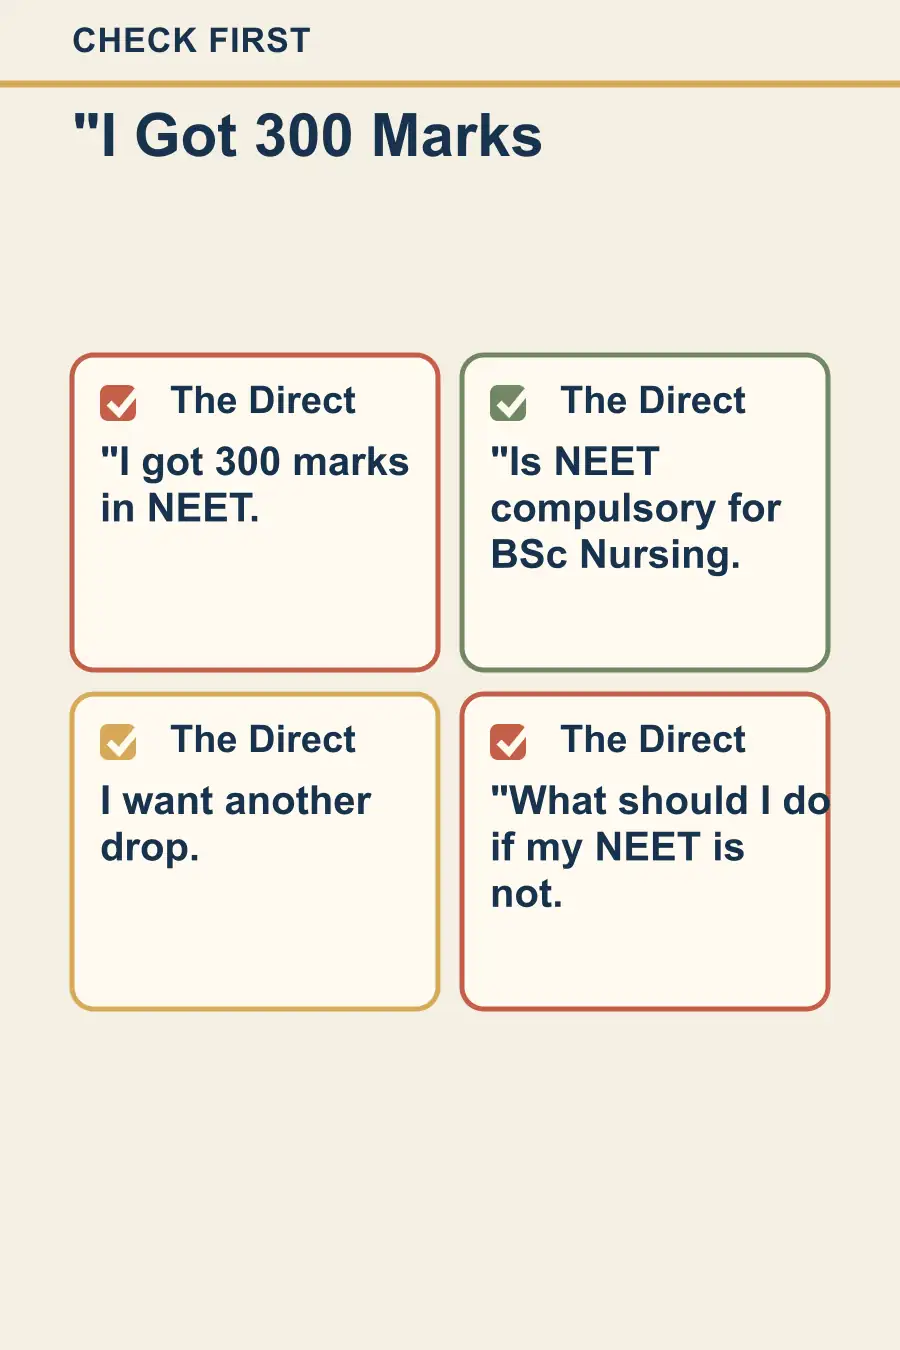 CHECK FIRST
"I Got 300 Marks
The Direct
"I got 300 marks
in NEET.
The Direct
"Is NEET
compulsory for
BSc Nursing.
The Direct
I want another
drop.
The Direct
"What should I do
if my NEET is
not.